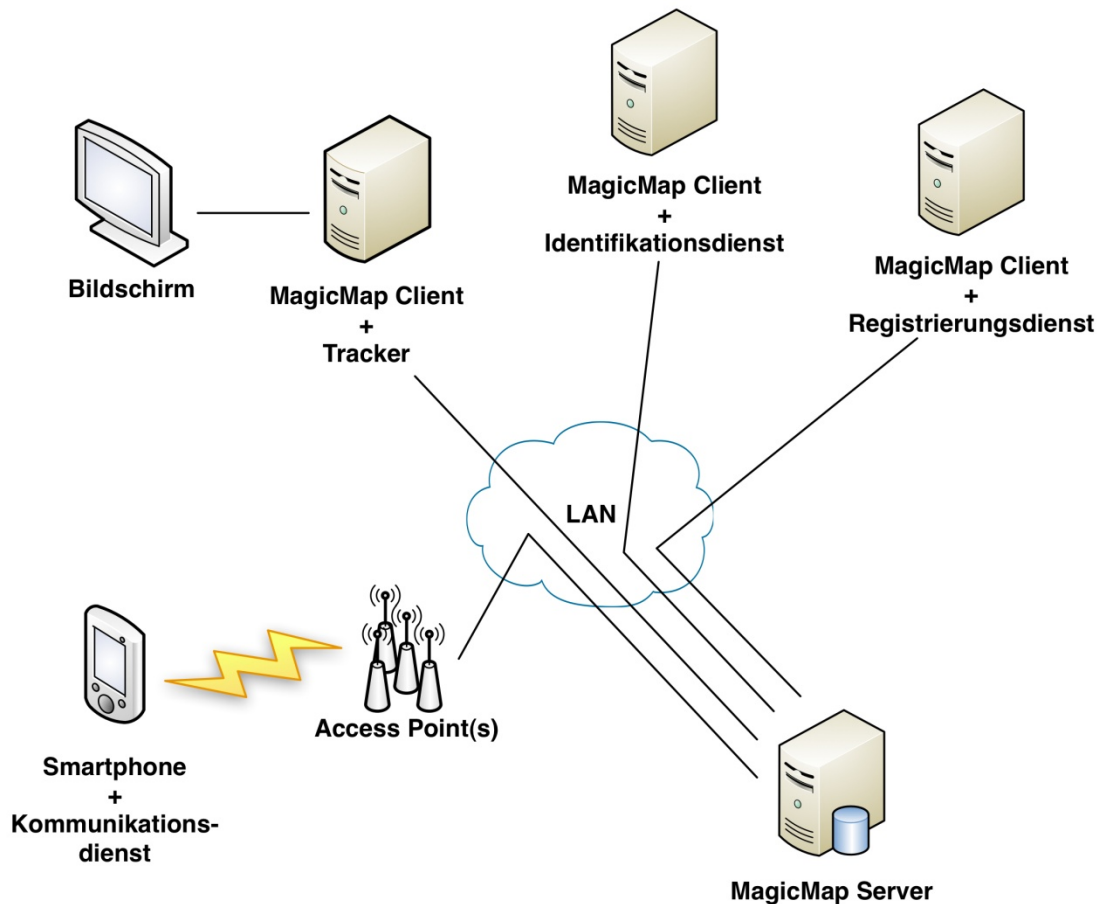 MagicMap Client
+
Identifikationsdienst
MagicMap Client
+
Registrierungsdienst
Bildschirm
MagicMap Client
+
Tracker
LAN
Access Point(s)
Smartphone
+
Kommunikations-
dienst
MagicMap Server